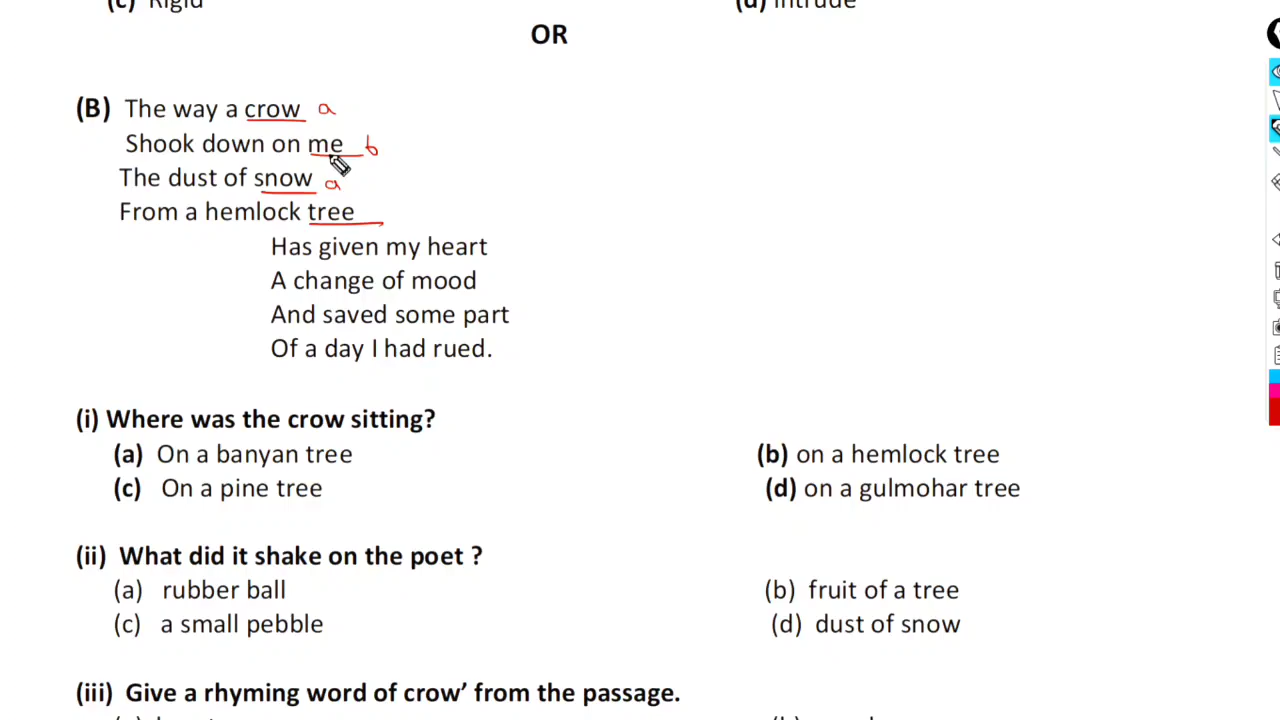 (c) Rigid (d) Intrude
OR
(B) The way a crow a
Shook down on me b
The dust of snow a
From a hemlock tree
Has given my heart
A change of mood
And saved some part
Of a day I had rued.
(i) Where was the crow sitting?
(a) On a banyan tree (b) on a hemlock tree
(c) On a pine tree (d) on a gulmohar tree
(ii) What did it shake on the poet ?
(a) rubber ball (b) fruit of a tree
(c) a small pebble (d) dust of snow
(iii) Give a rhyming word of crow’ from the passage.